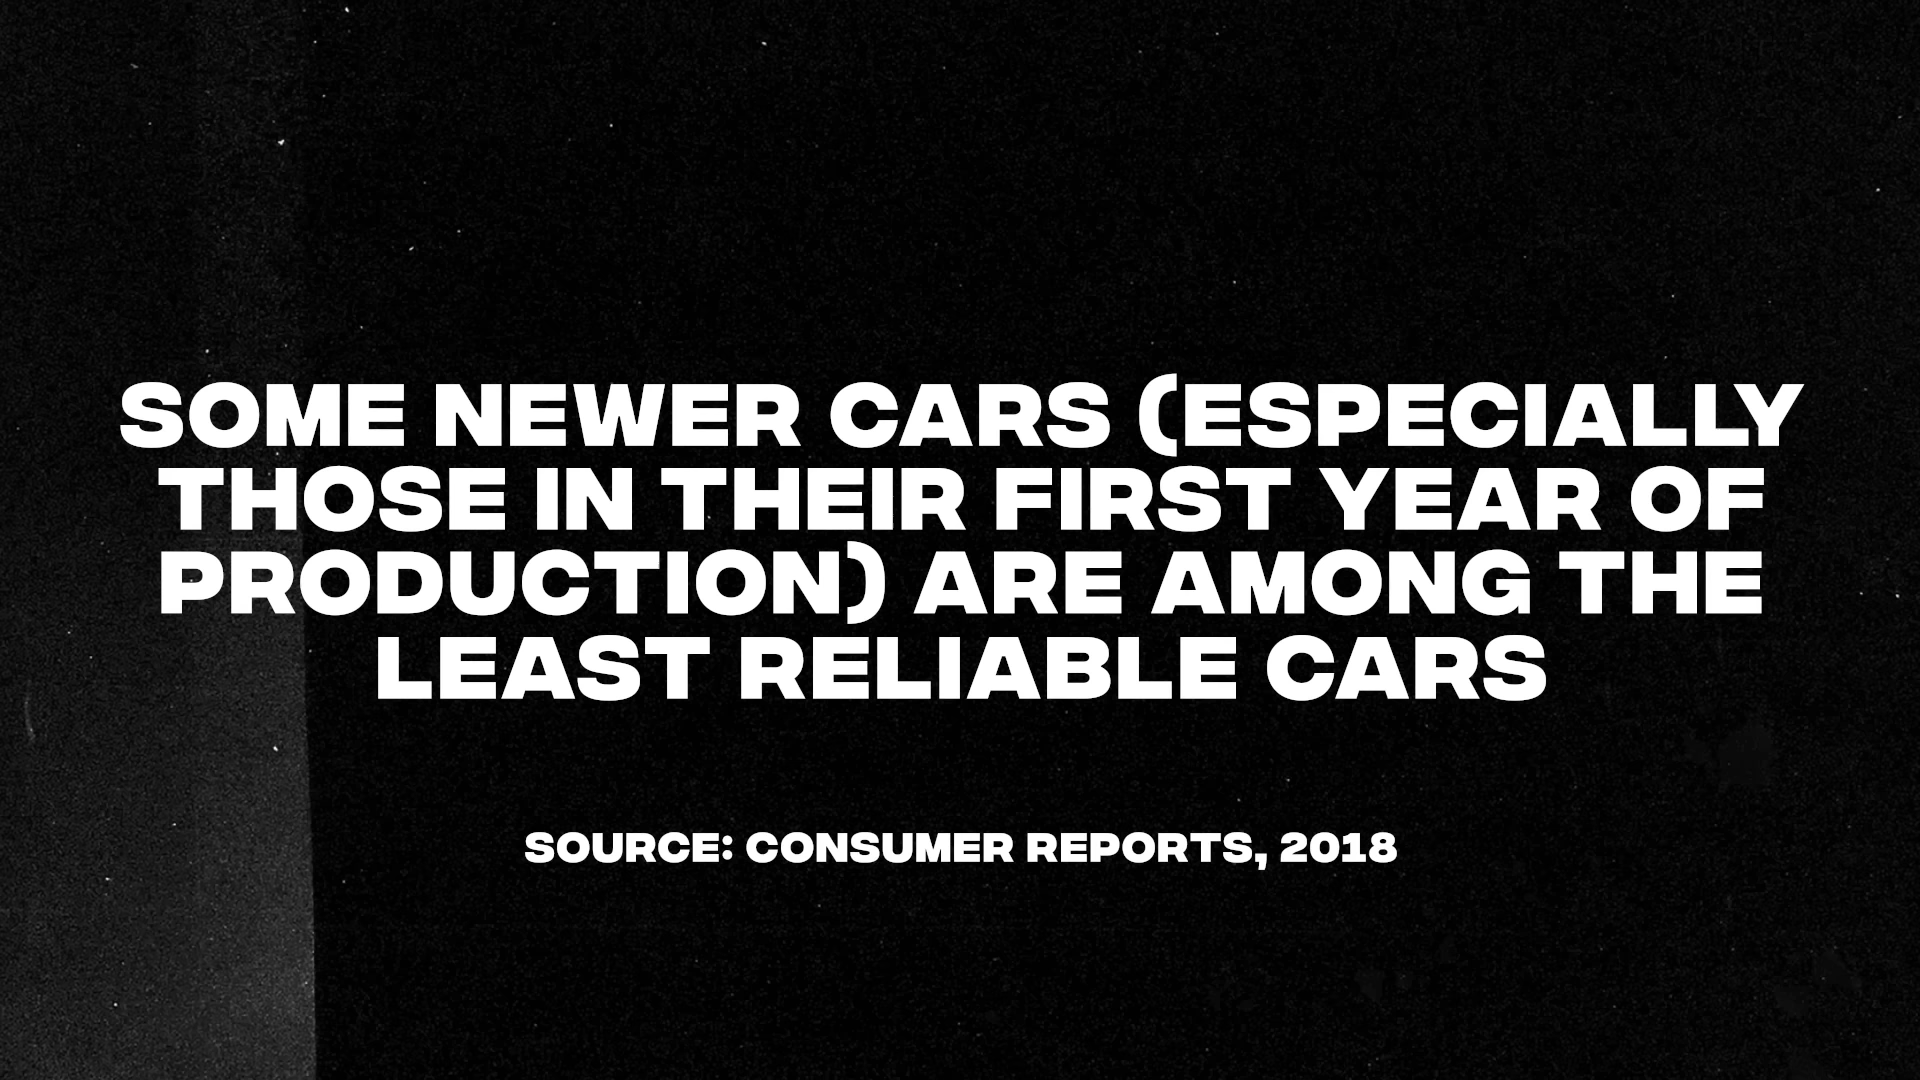 SOME NEWER CARS (ESPECIALLY
THOSE IN THEIR FIRST YEAR OF
PRODUCTION) ARE AMONG THE
LEAST RELIABLE CARS
SOURCE: CONSUMER REPORTS, 2018